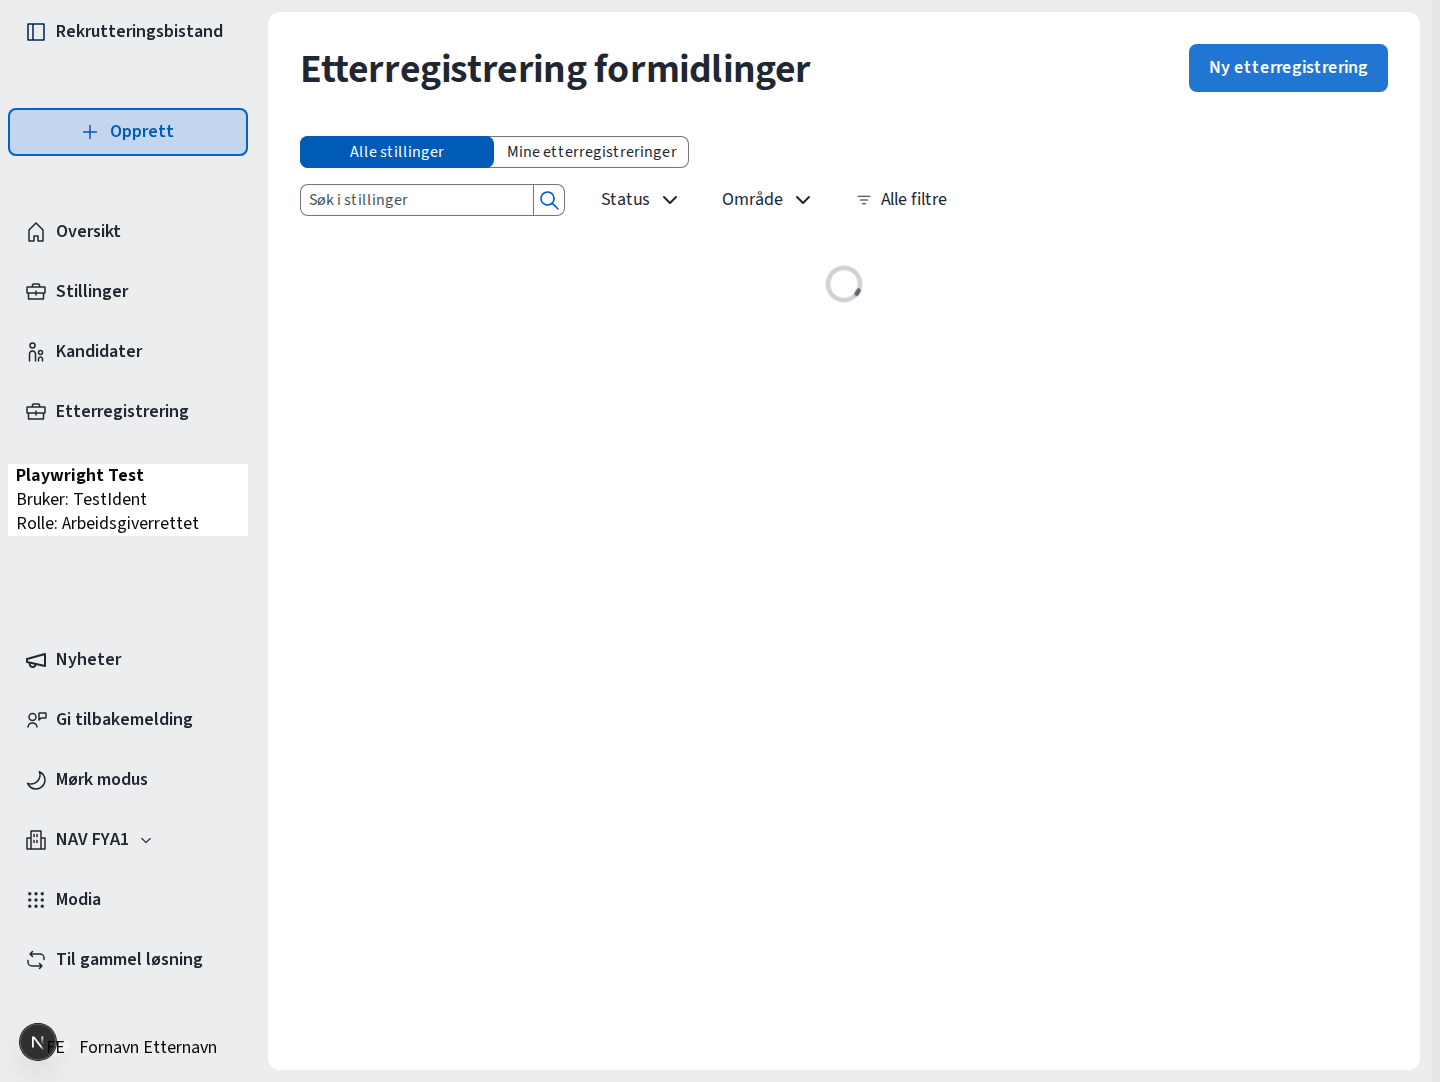 Rekrutteringsbistand
Opprett
Oversikt
Stillinger
Kandidater
Etterregistrering
Playwright Test
Bruker: TestIdent
Rolle: Arbeidsgiverrettet
Nyheter
Gi tilbakemelding
Mørk modus
NAV FYA1
Modia
Til gammel løsning
N
FE Fornavn Etternavn
Etterregistrering formidlinger
Ny etterregistrering
Alle stillinger
Mine etterregistreringer
Søk i stillinger
Status
Område
Alle filtre